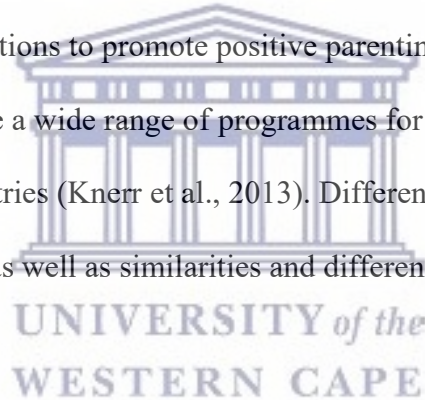 tions to promote positive parentin
a wide range of programmes for
tries (Knerr et al., 2013). Differen
as well as similarities and differen
UNIVERSITY of the
WESTERN CAPE